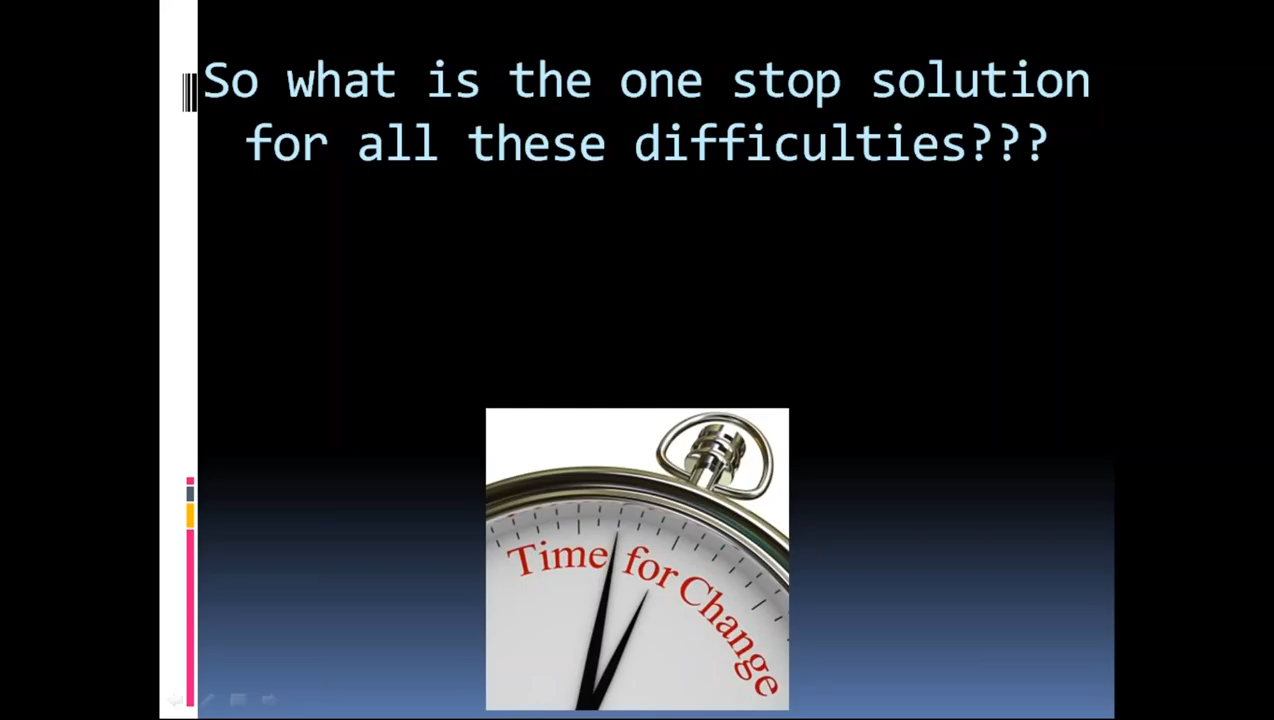 So what is the one stop solution
for all these difficulties???
Time for Change